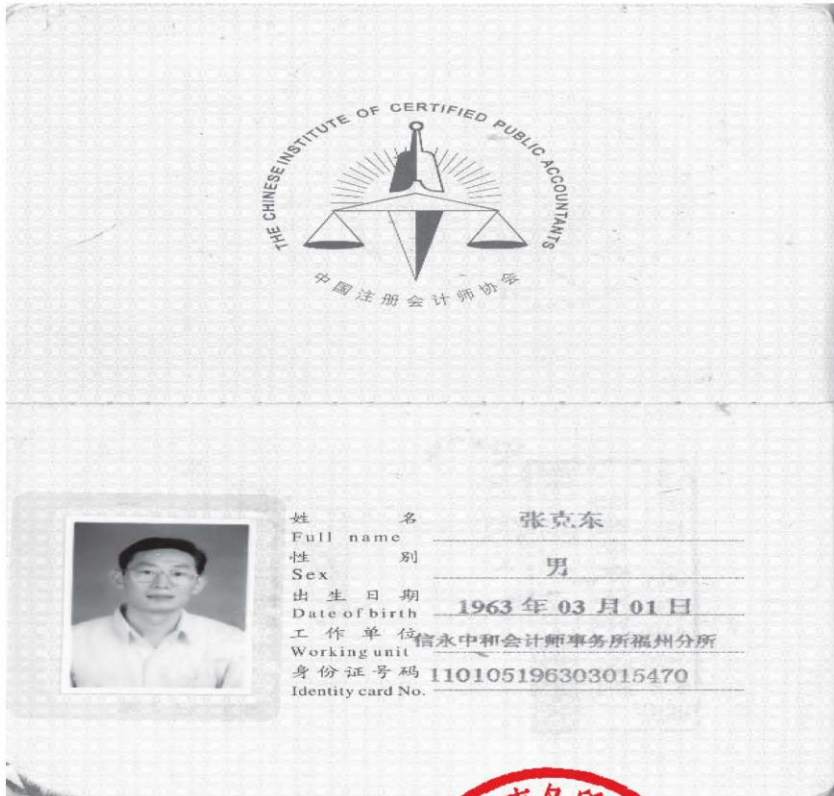 THE CHINESE INSTITUTE OF CERTIFIED PUBLIC ACCOUNTANTS
中国注册会计师协会
姓 名 张克东
Full name
性 别 男
Sex
出生日期 1963 年 03 月 01 日
Date of birth
工作单位 信永中和会计师事务所福州分所
Working unit
身份证号码 110105196303015470
Identity card No.